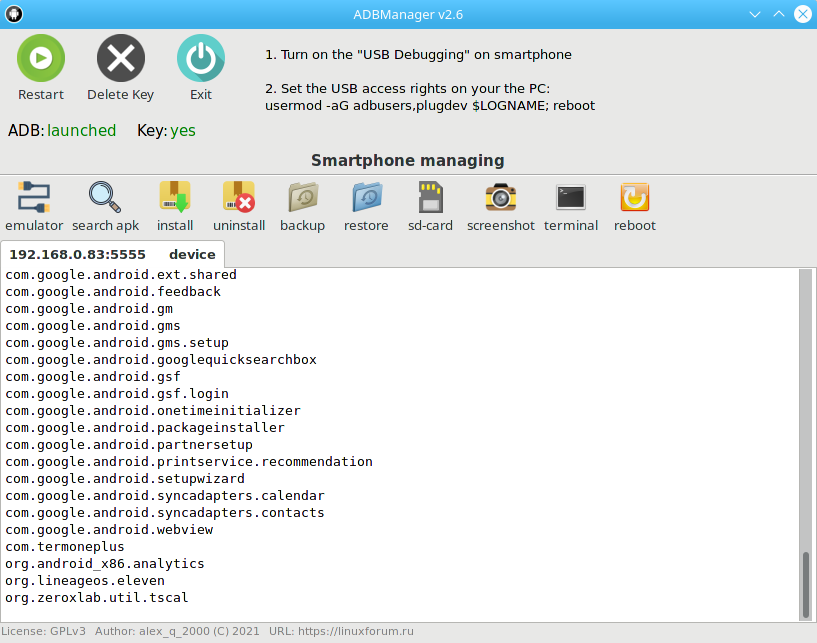 ADBManager v2.6
Restart
Delete Key
Exit
1. Turn on the "USB Debugging" on smartphone
2. Set the USB access rights on your the PC:
usermod -aG adbusers,plugdev $LOGNAME; reboot
ADB: launched Key: yes
Smartphone managing
emulator search apk install uninstall backup restore sd-card screenshot terminal reboot
192.168.0.83:5555 device
com.google.android.ext.shared
com.google.android.feedback
com.google.android.gm
com.google.android.gms
com.google.android.gms.setup
com.google.android.googlequicksearchbox
com.google.android.gsf
com.google.android.gsf.login
com.google.android.onetimeinitializer
com.google.android.packageinstaller
com.google.android.partnersetup
com.google.android.printservice.recommendation
com.google.android.setupwizard
com.google.android.syncadapters.calendar
com.google.android.syncadapters.contacts
com.google.android.webview
com.termoneplus
org.android_x86.analytics
org.lineageos.eleven
org.zeroxlab.util.tscal
License: GPLv3 Author: alex_q_2000 (C) 2021 URL: https://linuxforum.ru